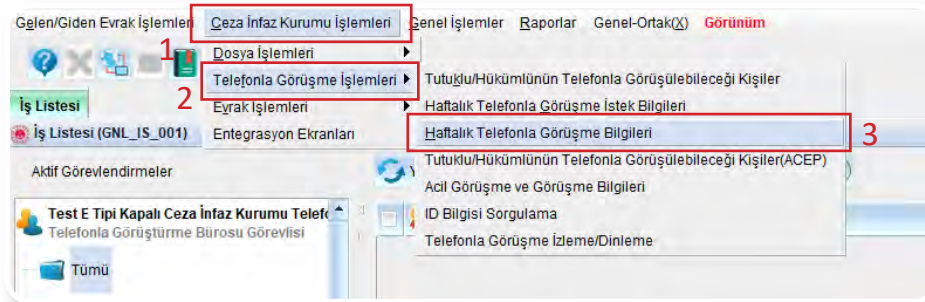 Gelen/Giden Evrak İşlemleri Ceza İnfaz Kurumu İşlemleri Genel İşlemler Raporlar Genel-Ortak(X) Görünüm
1
Dosya İşlemleri
Telefonla Görüşme İşlemleri
2
Evrak İşlemleri
Entegrasyon Ekranları
Tutuklu/Hükümlünün Telefonla Görüşülebileceği Kişiler
Haftalık Telefonla Görüşme İstek Bilgileri
Haftalık Telefonla Görüşme Bilgileri
3
Tutuklu/Hükümlünün Telefonla Görüşülebileceği Kişiler(ACEP)
Acil Görüşme ve Görüşme Bilgileri
ID Bilgisi Sorgulama
Telefonla Görüşme İzleme/Dinleme
İş Listesi
İş Listesi (GNL_IS_001)
Aktif Görevlendirmeler
Test E Tipi Kapalı Ceza İnfaz Kurumu
Telefonla Görüştürme Bürosu Görevlisi
Tümü